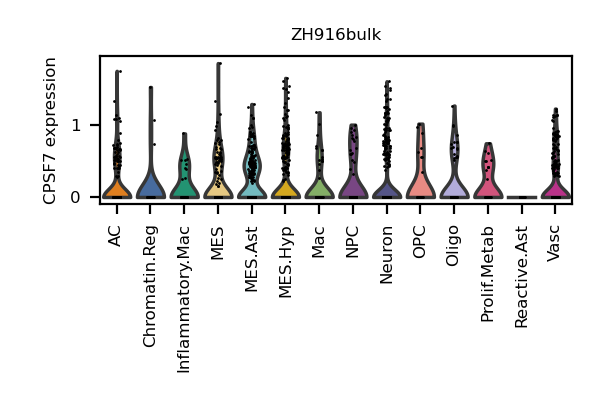 ZH916bulk
CPSF7 expression
1
0
AC
Chromatin.Reg
Inflammatory.Mac
MES
MES.Ast
MES.Hyp
Mac
NPC
Neuron
OPC
Oligo
Prolif.Metab
Reactive.Ast
Vasc